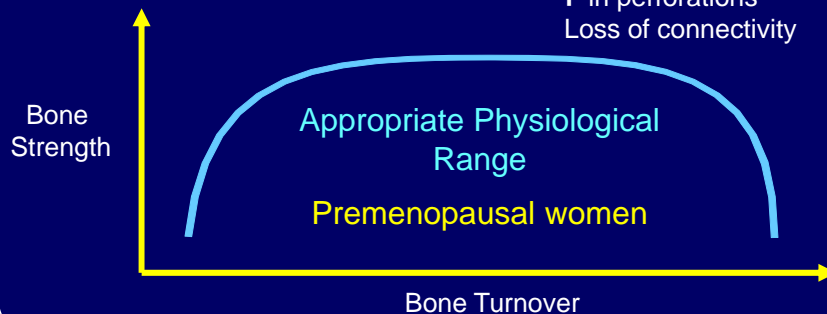 in perforations
Loss of connectivity
Bone
Strength
Appropriate Physiological
Range
Premenopausal women
Bone Turnover